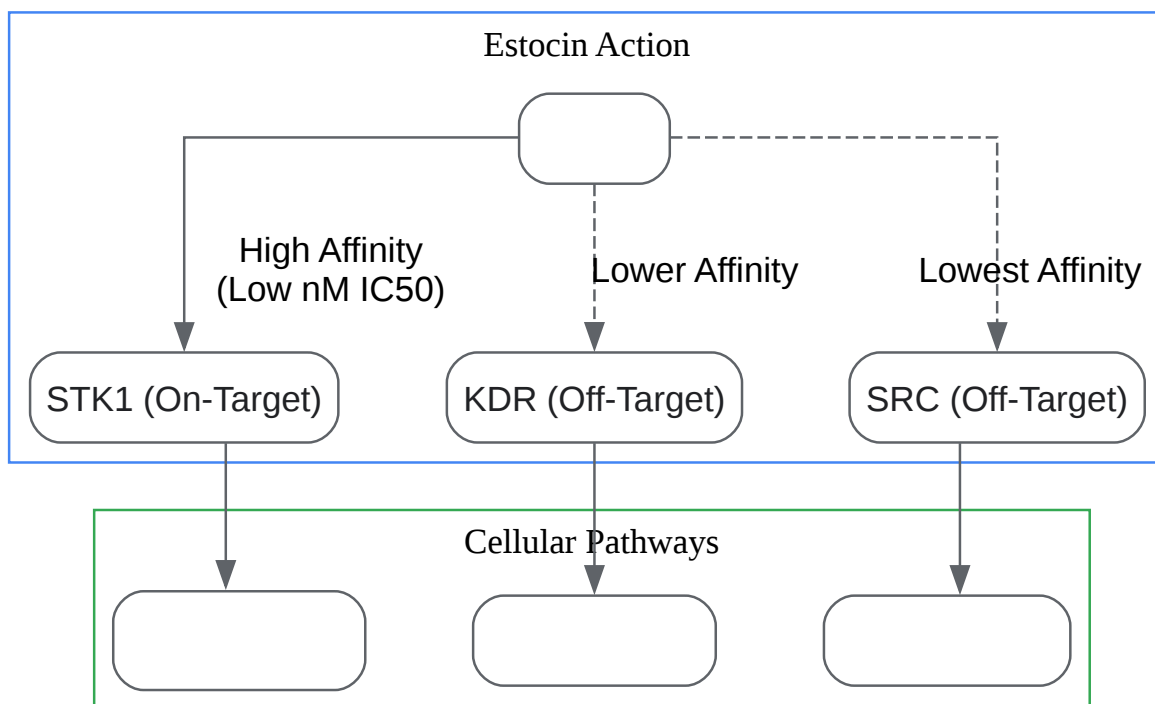 Estocin Action
High Affinity
(Low nM IC50)
Lower Affinity
Lowest Affinity
STK1 (On-Target)
KDR (Off-Target)
SRC (Off-Target)
Cellular Pathways